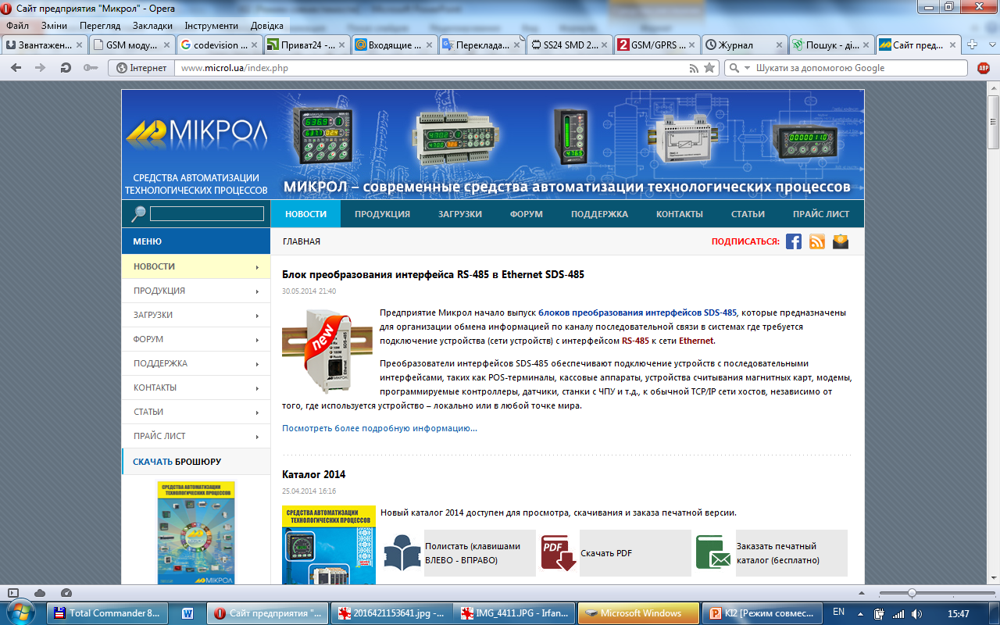 Сайт предприятия "Микрол" - Opera
Файл Зміни Перегляд Закладки Інструменти Довідка
Звантажен... GSM моду... codevision ... Приват24 -... Входящие ... Переклада... SS24 SMD 2... GSM/GPRS ... Журнал Пошук - ді... Сайт пред...
Інтернет www.microl.ua/index.php Шукати за допомогою Google ABP
МІКРОЛ
СРЕДСТВА АВТОМАТИЗАЦИИ
ТЕХНОЛОГИЧЕСКИХ ПРОЦЕССОВ
МИКРОЛ – современные средства автоматизации технологических процессов
НОВОСТИ ПРОДУКЦИЯ ЗАГРУЗКИ ФОРУМ ПОДДЕРЖКА КОНТАКТЫ СТАТЬИ ПРАЙС ЛИСТ
МЕНЮ
НОВОСТИ
ПРОДУКЦИЯ
ЗАГРУЗКИ
ФОРУМ
ПОДДЕРЖКА
КОНТАКТЫ
СТАТЬИ
ПРАЙС ЛИСТ
СКАЧАТЬ БРОШЮРУ
СРЕДСТВА АВТОМАТИЗАЦИИ
ТЕХНОЛОГИЧЕСКИХ ПРОЦЕССОВ
МІКРОЛ
ГЛАВНАЯ ПОДПИСАТЬСЯ:
Блок преобразования интерфейса RS-485 в Ethernet SDS-485
30.05.2014 21:40
new
Предприятие Микрол начало выпуск блоков преобразования интерфейсов SDS-485, которые предназначены
для организации обмена информацией по каналу последовательной связи в системах где требуется
подключение устройства (сети устройств) с интерфейсом RS-485 к сети Ethernet.
Преобразователи интерфейсов SDS-485 обеспечивают подключение устройств с последовательными
интерфейсами, таких как POS-терминалы, кассовые аппараты, устройства считывания магнитных карт, модемы,
программируемые контроллеры, датчики, станки с ЧПУ и т.д., к обычной TCP/IP сети хостов, независимо от
того, где используется устройство – локально или в любой точке мира.
Посмотреть более подробную информацию...
Каталог 2014
25.04.2014 16:16
СРЕДСТВА АВТОМАТИЗАЦИИ
ТЕХНОЛОГИЧЕСКИХ ПРОЦЕССОВ
Новый каталог 2014 доступен для просмотра, скачивания и заказа печатной версии.
Полистать (клавишами
ВЛЕВО - ВПРАВО)
PDF
Скачать PDF
Заказать печатный
каталог (бесплатно)
Total Commander 8... Сайт предприятия "... 2016421153641.jpg -... IMG_4411.JPG - Irfan... Microsoft Windows КІ2 [Режим совмес... EN 15:47